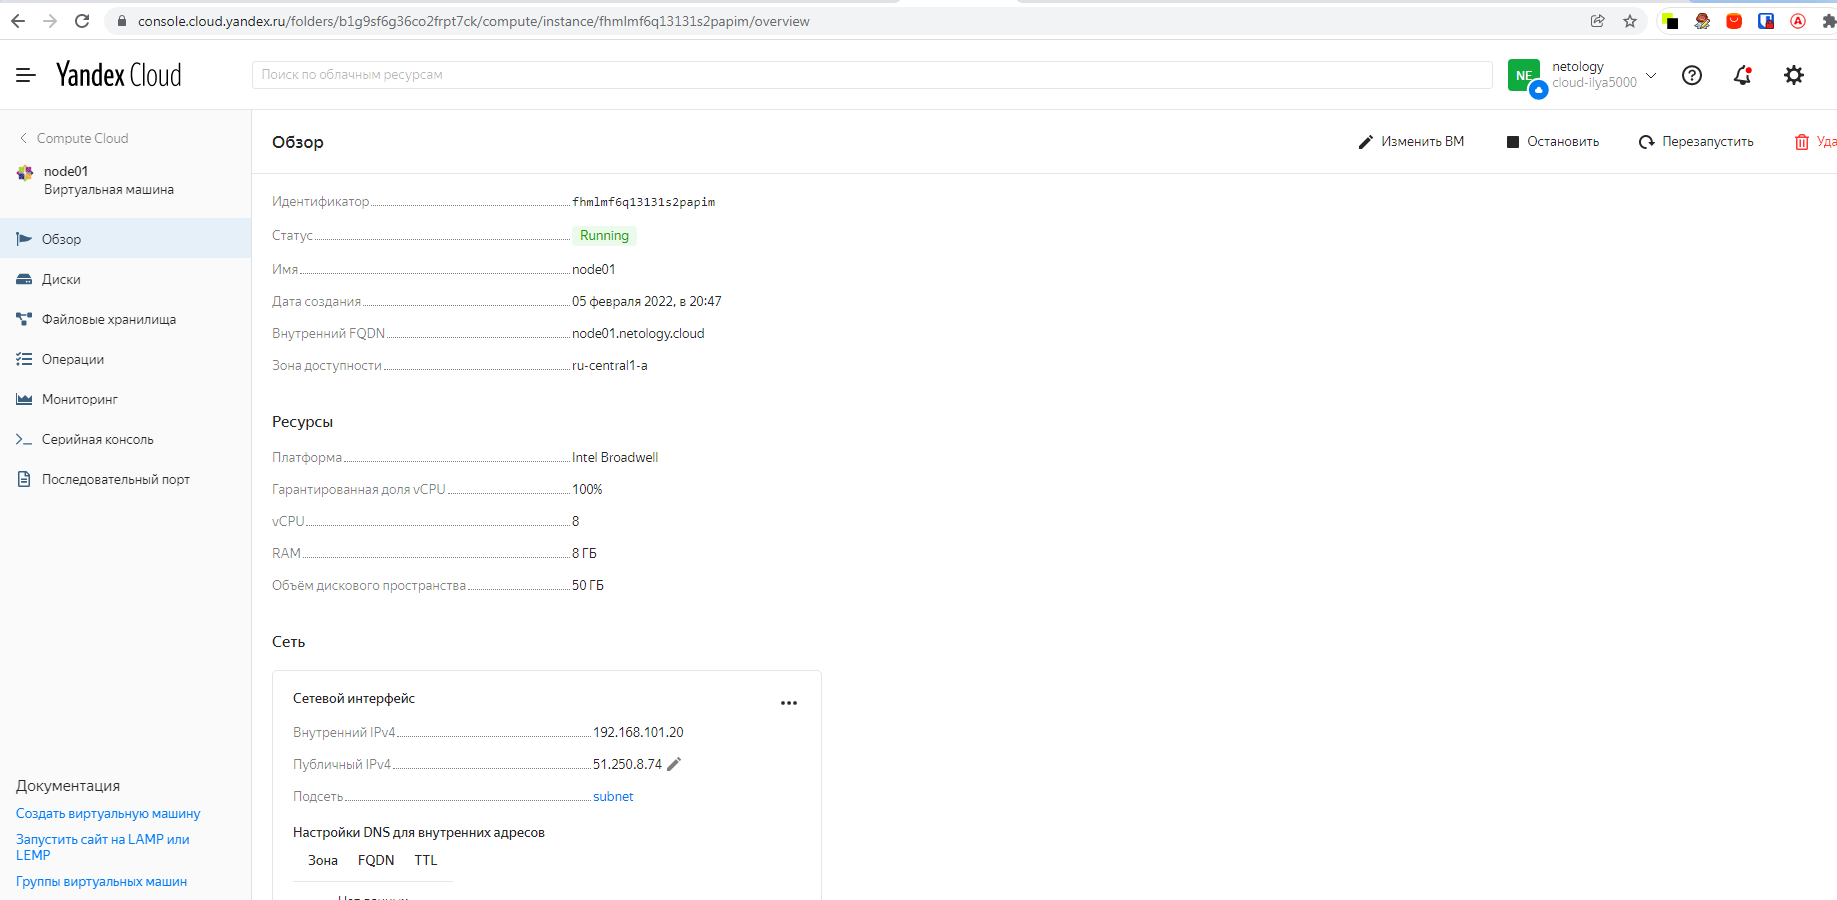 console.cloud.yandex.ru/folders/b1g9sf6g36co2frpt7ck/compute/instance/fhmlmf6q13131s2papim/overview
Yandex Cloud
Поиск по облачным ресурсам
NE
netology
cloud-ilya5000
Compute Cloud
node01
Виртуальная машина
Обзор
Диски
Файловые хранилища
Операции
Мониторинг
Серийная консоль
Последовательный порт
Документация
Создать виртуальную машину
Запустить сайт на LAMP или
LEMP
Группы виртуальных машин
Обзор
Изменить ВМ
Остановить
Перезапустить
Уда
Идентификатор fhmlmf6q13131s2papim
Статус Running
Имя node01
Дата создания 05 февраля 2022, в 20:47
Внутренний FQDN node01.netology.cloud
Зона доступности ru-central1-a
Ресурсы
Платформа Intel Broadwell
Гарантированная доля vCPU 100%
vCPU 8
RAM 8 ГБ
Объём дискового пространства 50 ГБ
Сеть
Сетевой интерфейс
Внутренний IPv4 192.168.101.20
Публичный IPv4 51.250.8.74
Подсеть subnet
Настройки DNS для внутренних адресов
Зона FQDN TTL